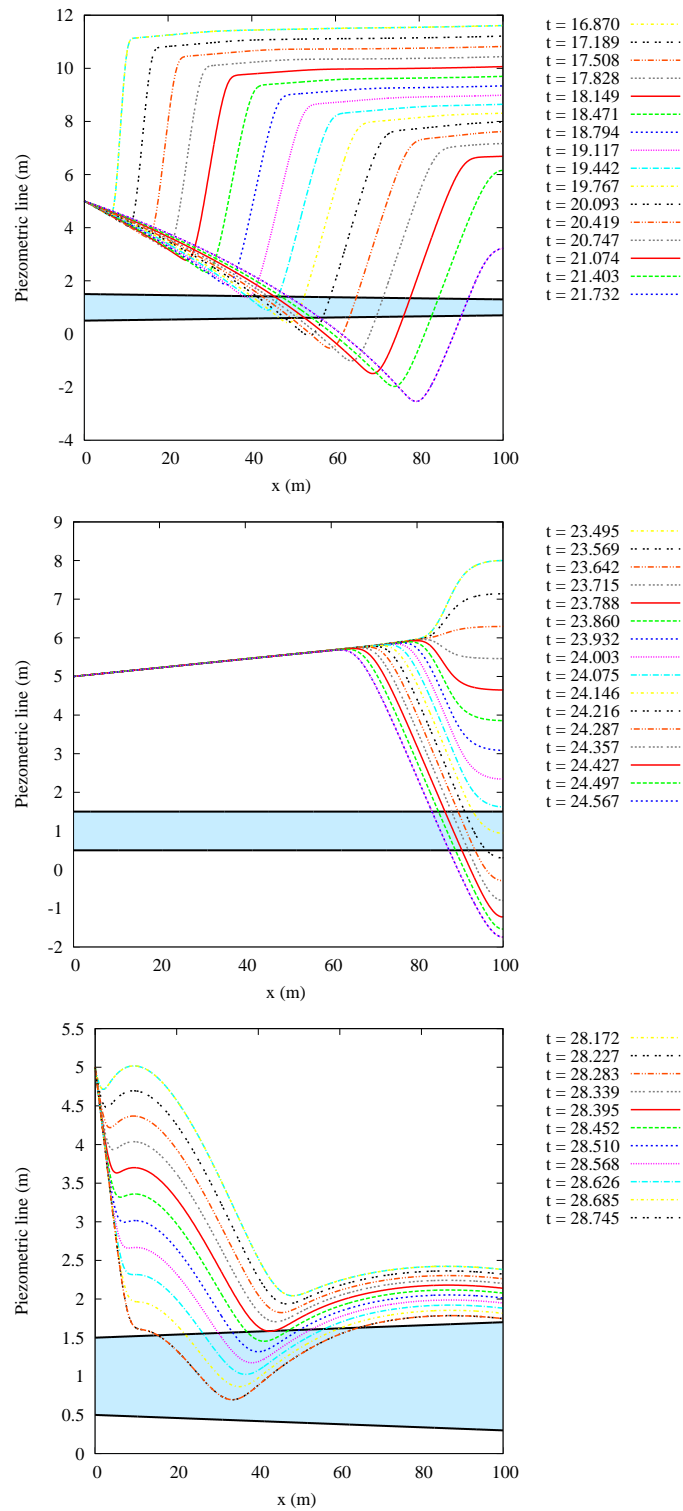 12
10
8
6
4
2
0
-2
-4
Piezometric line (m)
0 20 40 60 80 100
x (m)
t = 16.870
t = 17.189
t = 17.508
t = 17.828
t = 18.149
t = 18.471
t = 18.794
t = 19.117
t = 19.442
t = 19.767
t = 20.093
t = 20.419
t = 20.747
t = 21.074
t = 21.403
t = 21.732
9
8
7
6
5
4
3
2
1
0
-1
-2
Piezometric line (m)
0 20 40 60 80 100
x (m)
t = 23.495
t = 23.569
t = 23.642
t = 23.715
t = 23.788
t = 23.860
t = 23.932
t = 24.003
t = 24.075
t = 24.146
t = 24.216
t = 24.287
t = 24.357
t = 24.427
t = 24.497
t = 24.567
5.5
5
4.5
4
3.5
3
2.5
2
1.5
1
0.5
0
Piezometric line (m)
0 20 40 60 80 100
x (m)
t = 28.172
t = 28.227
t = 28.283
t = 28.339
t = 28.395
t = 28.452
t = 28.510
t = 28.568
t = 28.626
t = 28.685
t = 28.745